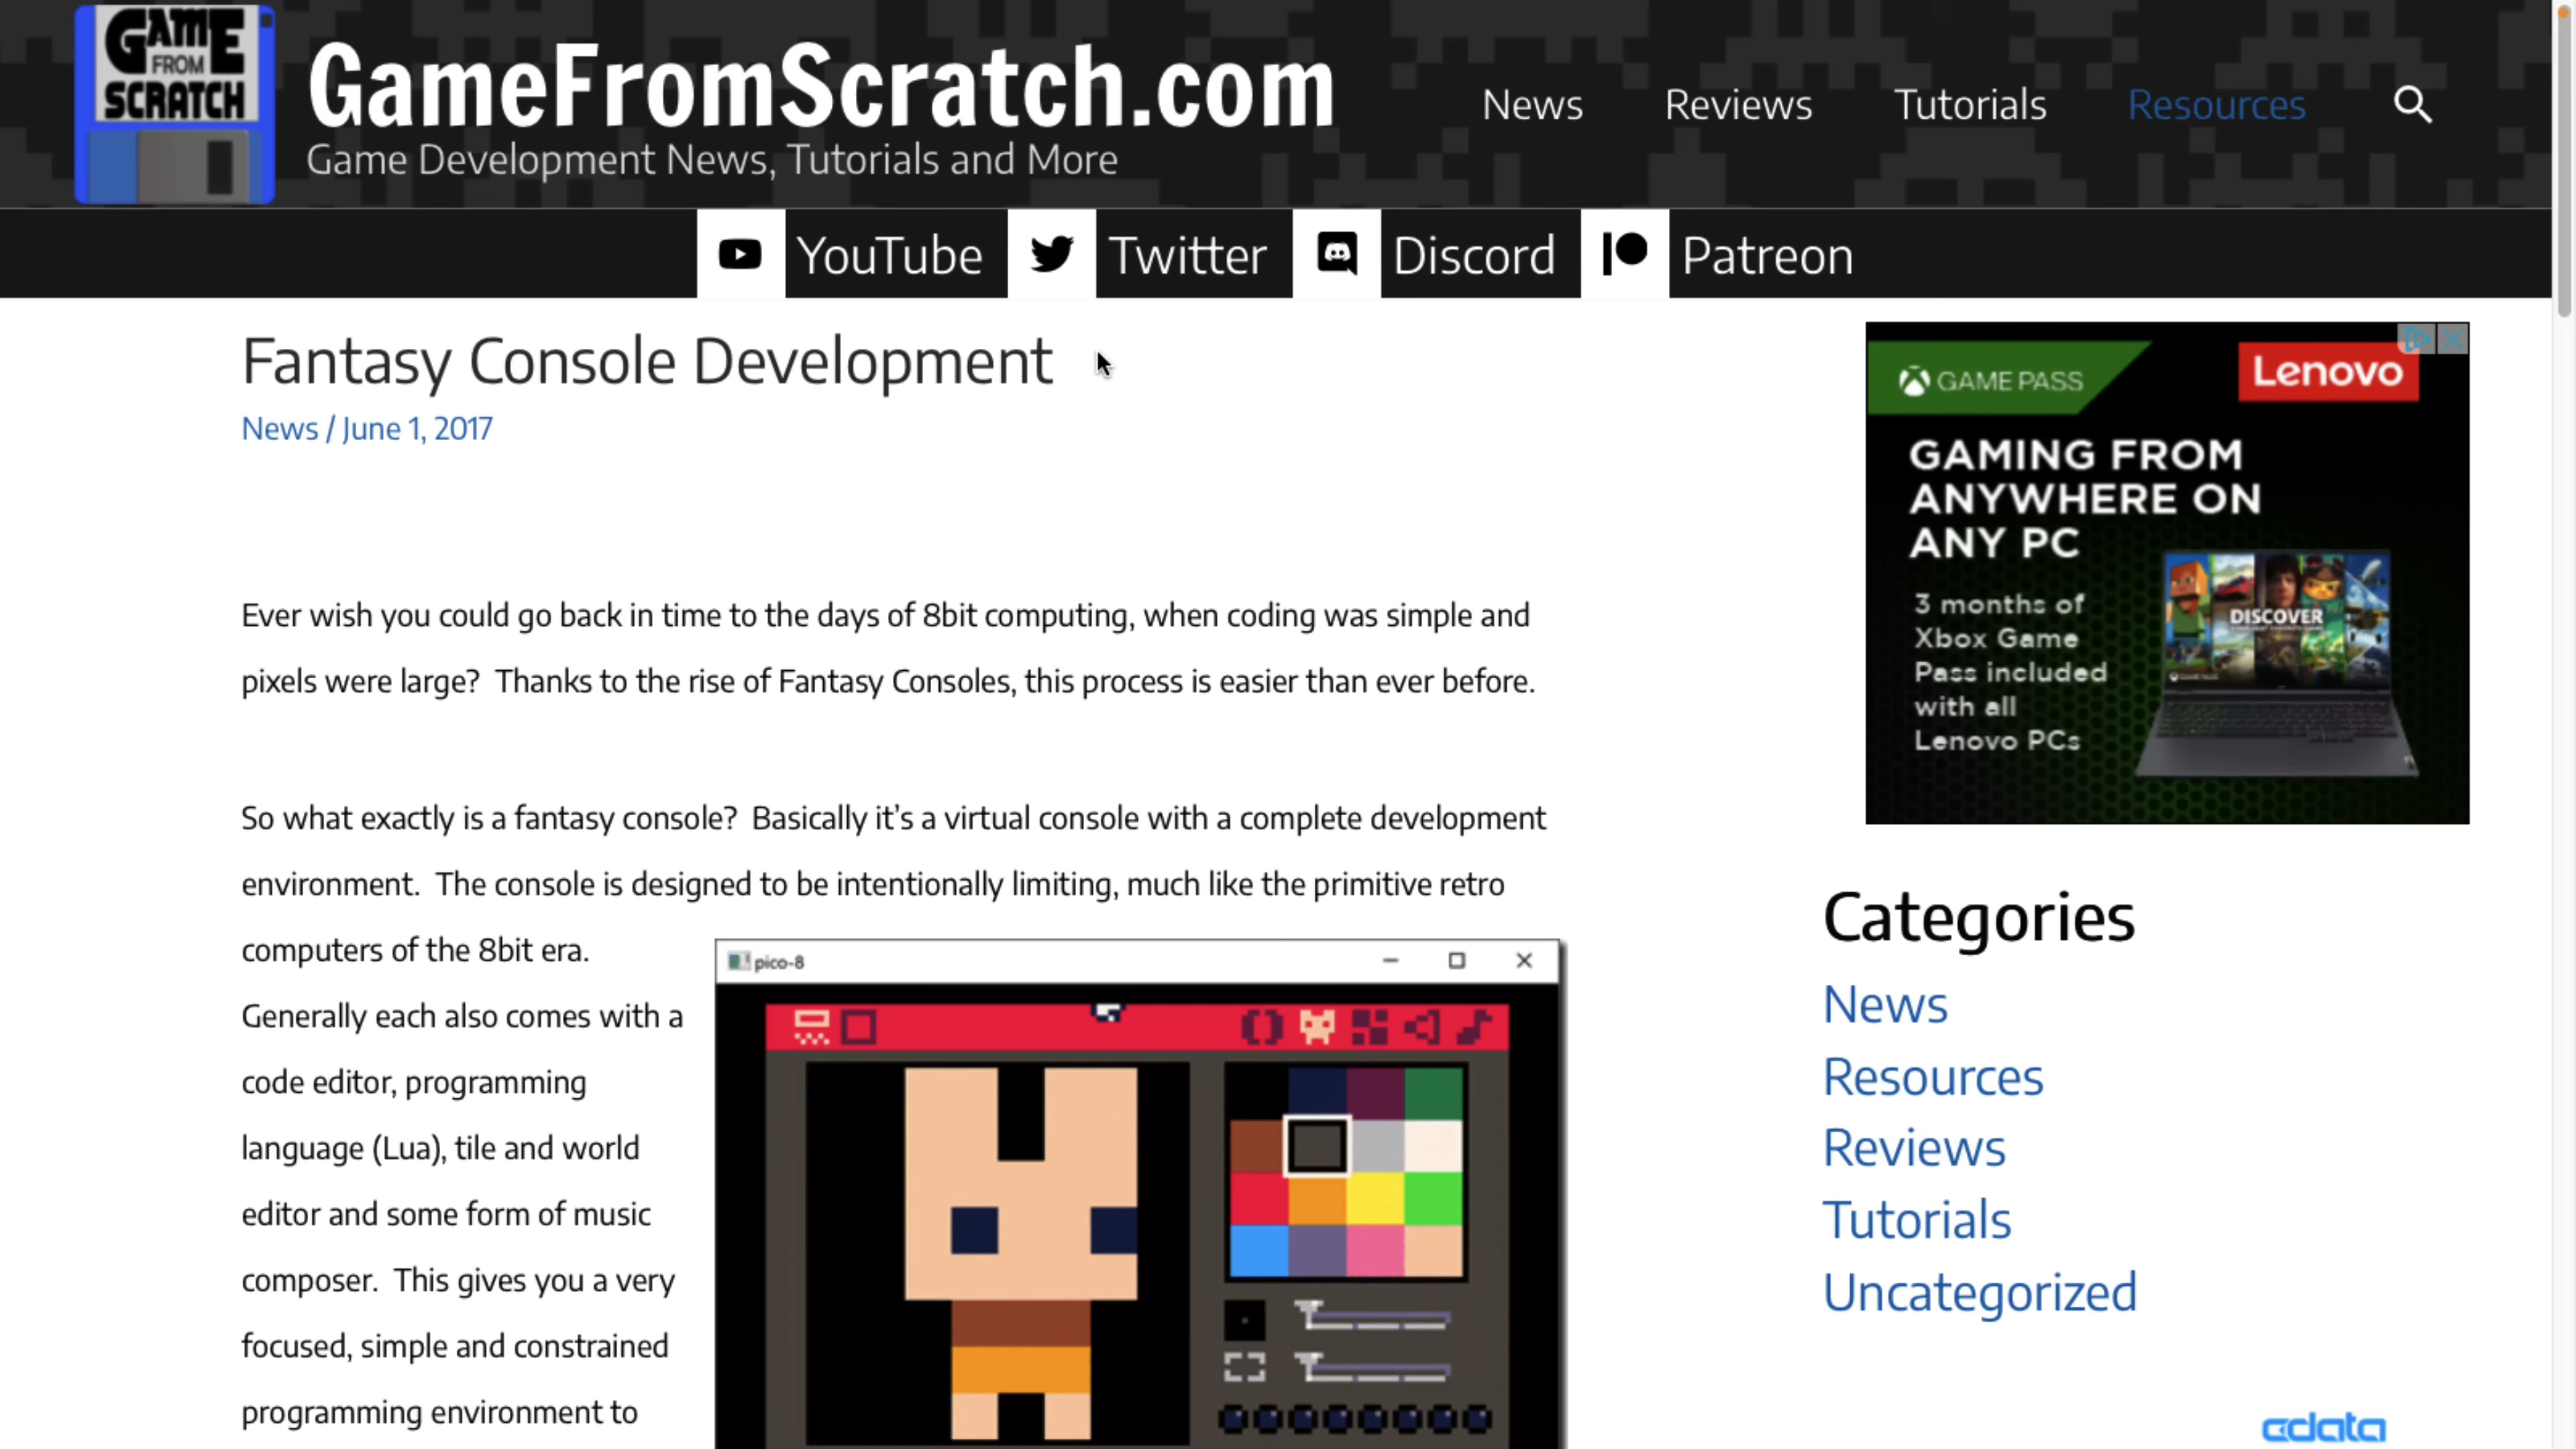 GAME
FROM
SCRATCH
GameFromScratch.com
Game Development News, Tutorials and More
News
Reviews
Tutorials
Resources
YouTube
Twitter
Discord
Patreon
Fantasy Console Development
News / June 1, 2017
Ever wish you could go back in time to the days of 8bit computing, when coding was simple and
pixels were large?  Thanks to the rise of Fantasy Consoles, this process is easier than ever before.
So what exactly is a fantasy console?  Basically it’s a virtual console with a complete development
environment.  The console is designed to be intentionally limiting, much like the primitive retro
computers of the 8bit era.
Generally each also comes with a
code editor, programming
language (Lua), tile and world
editor and some form of music
composer.  This gives you a very
focused, simple and constrained
programming environment to
pico-8
GAME PASS
Lenovo
GAMING FROM
ANYWHERE ON
ANY PC
3 months of
Xbox Game
Pass included
with all
Lenovo PCs
DISCOVER
Categories
News
Resources
Reviews
Tutorials
Uncategorized
cdata